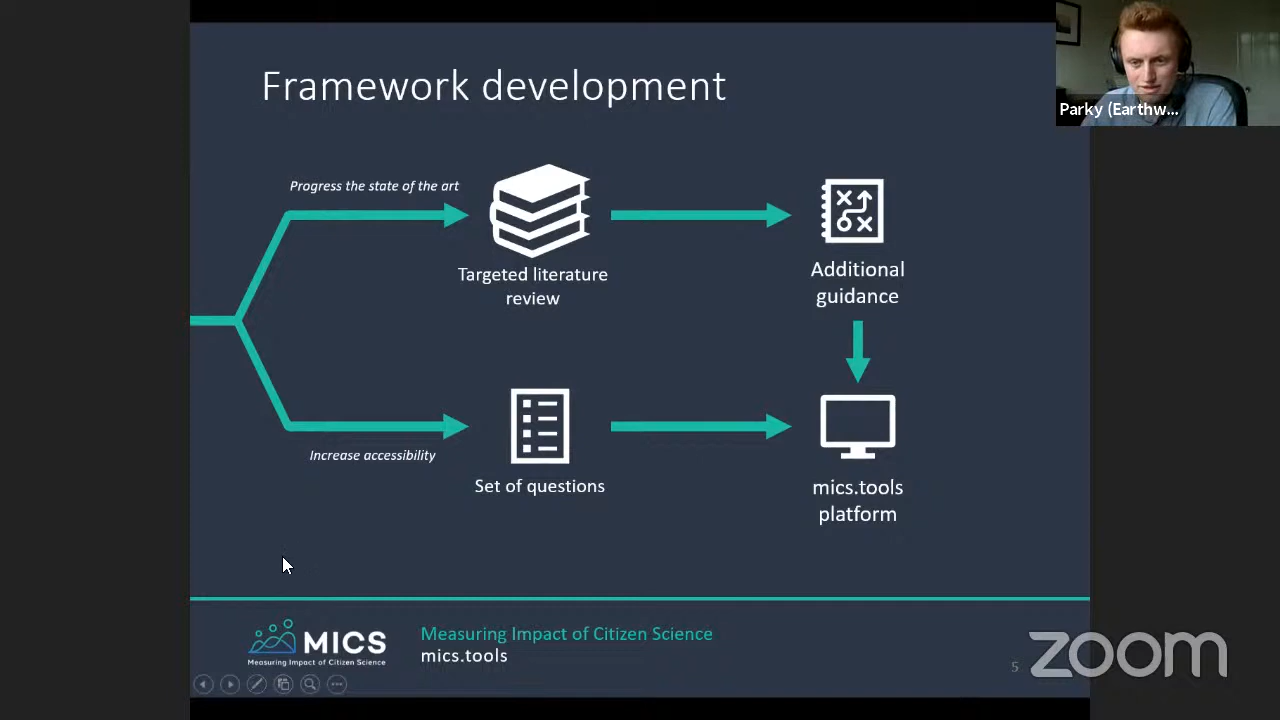 Framework development
Parky (Earthw...
Progress the state of the art
Targeted literature
review
Additional
guidance
Increase accessibility
Set of questions
mics.tools
platform
MICS
Measuring Impact of Citizen Science
Measuring Impact of Citizen Science
mics.tools
5
zoom